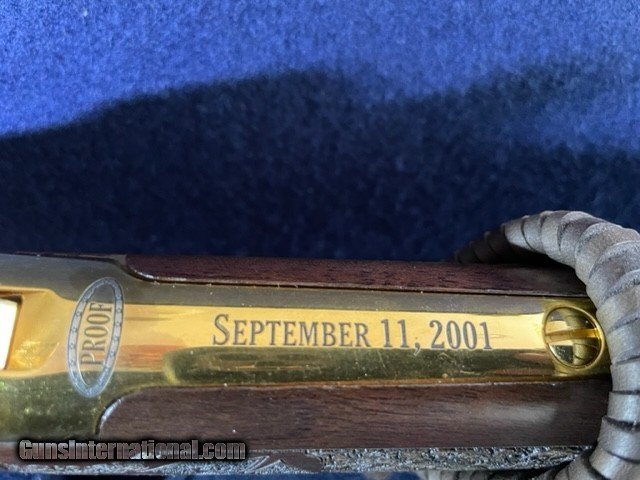 PROOF
SEPTEMBER 11, 2001
GunsInternational.com